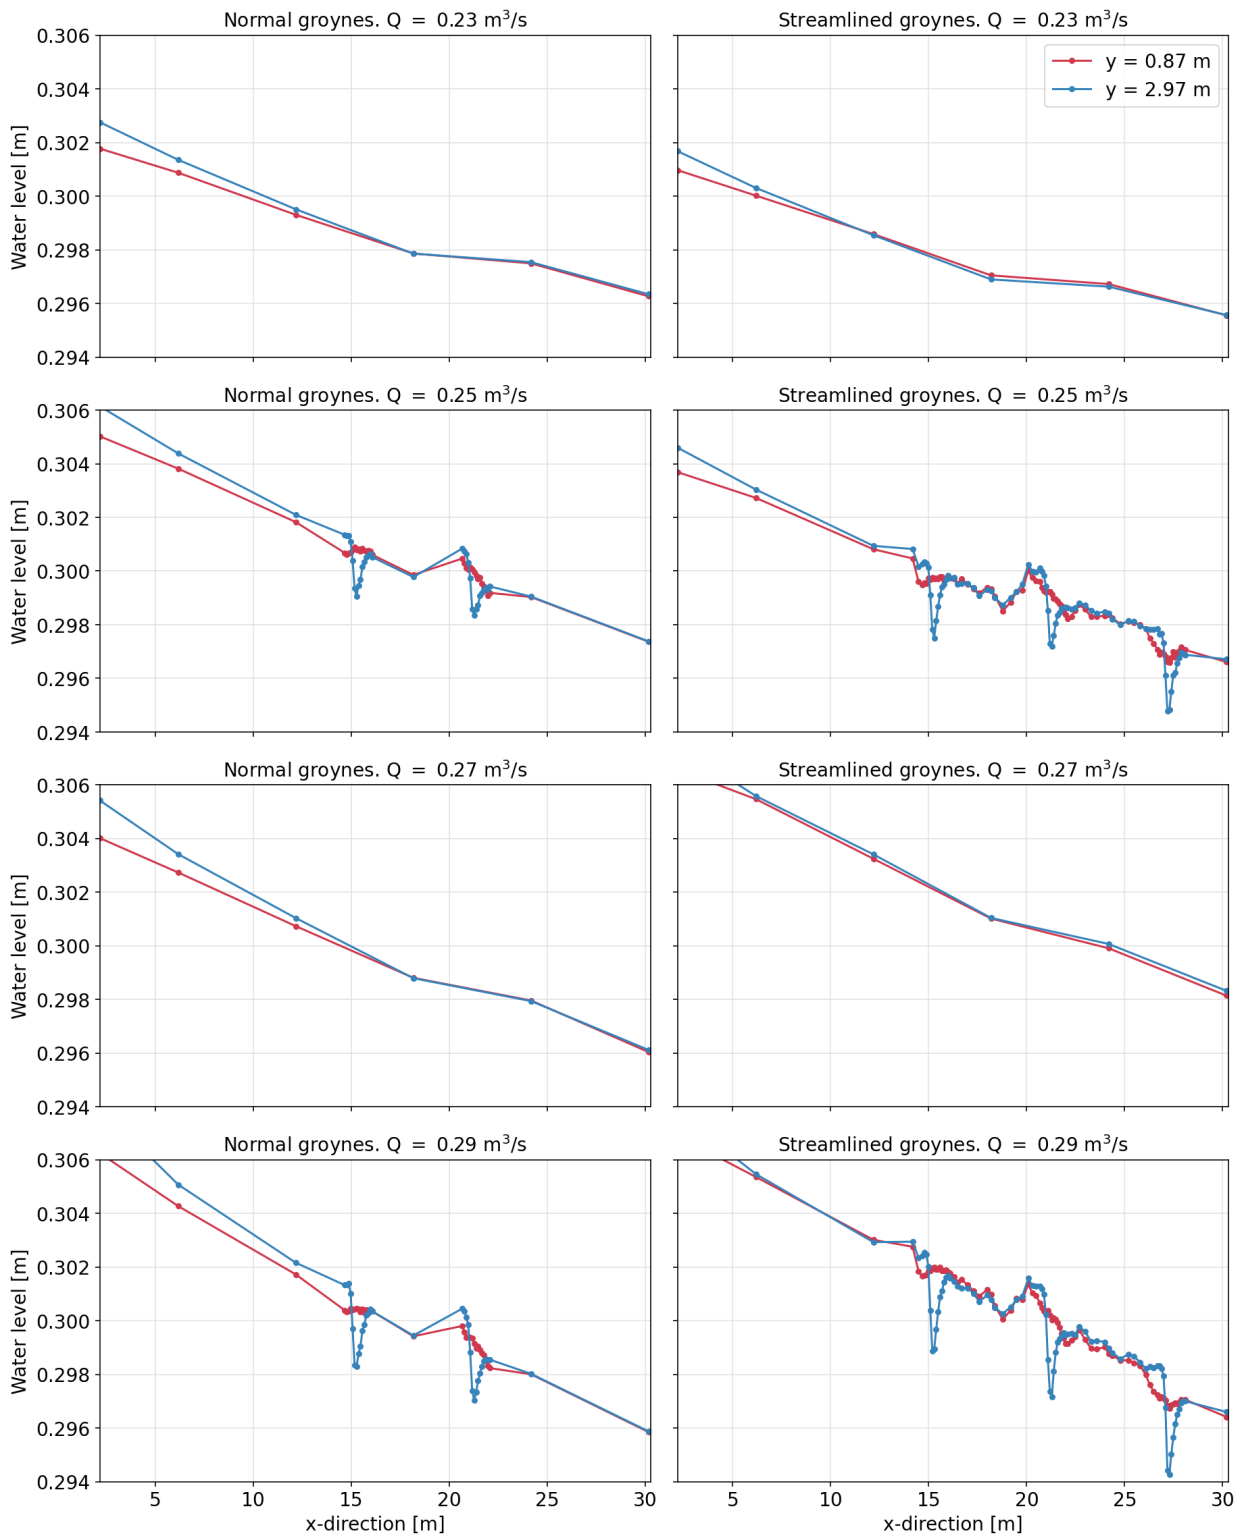 Normal groynes. Q = 0.23 m³/s
Streamlined groynes. Q = 0.23 m³/s
0.306
0.304
0.302
0.300
0.298
0.296
0.294
Water level [m]
y = 0.87 m
y = 2.97 m
Normal groynes. Q = 0.25 m³/s
Streamlined groynes. Q = 0.25 m³/s
0.306
0.304
0.302
0.300
0.298
0.296
0.294
Water level [m]
Normal groynes. Q = 0.27 m³/s
Streamlined groynes. Q = 0.27 m³/s
0.306
0.304
0.302
0.300
0.298
0.296
0.294
Water level [m]
Normal groynes. Q = 0.29 m³/s
Streamlined groynes. Q = 0.29 m³/s
0.306
0.304
0.302
0.300
0.298
0.296
0.294
Water level [m]
5 10 15 20 25 30
5 10 15 20 25 30
x-direction [m]
x-direction [m]